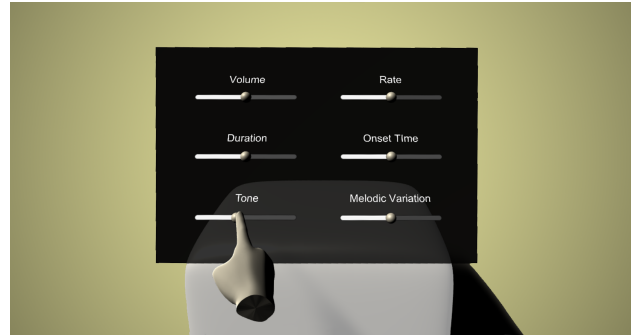 Volume
Rate
Duration
Onset Time
Tone
Melodic Variation